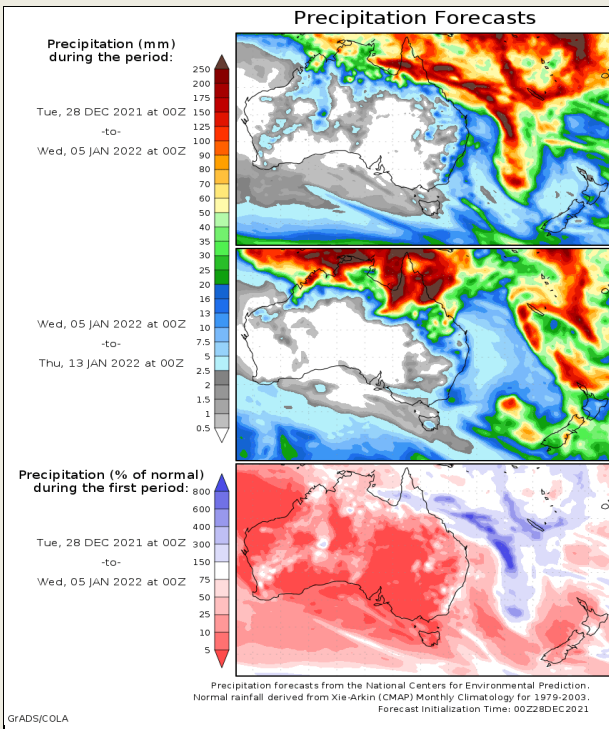 Precipitation Forecasts
Precipitation (mm)
during the period:
Tue, 28 DEC 2021 at 00Z
-to-
Wed, 05 JAN 2022 at 00Z
250
200
175
150
125
100
90
80
70
60
50
40
35
30
25
20
16
13
10
7.5
5
2.5
2
1.5
1
0.5
Wed, 05 JAN 2022 at 00Z
-to-
Thu, 13 JAN 2022 at 00Z
Precipitation (% of normal)
during the first period:
Tue, 28 DEC 2021 at 00Z
-to-
Wed, 05 JAN 2022 at 00Z
800
600
400
300
150
75
50
25
10
5
Precipitation forecasts from the National Centers for Environmental Prediction.
Normal rainfall derived from Xie-Arkin (CMAP) Monthly Climatology for 1979-2003.
Forecast Initialization Time: 00Z28DEC2021
GrADS/COLA